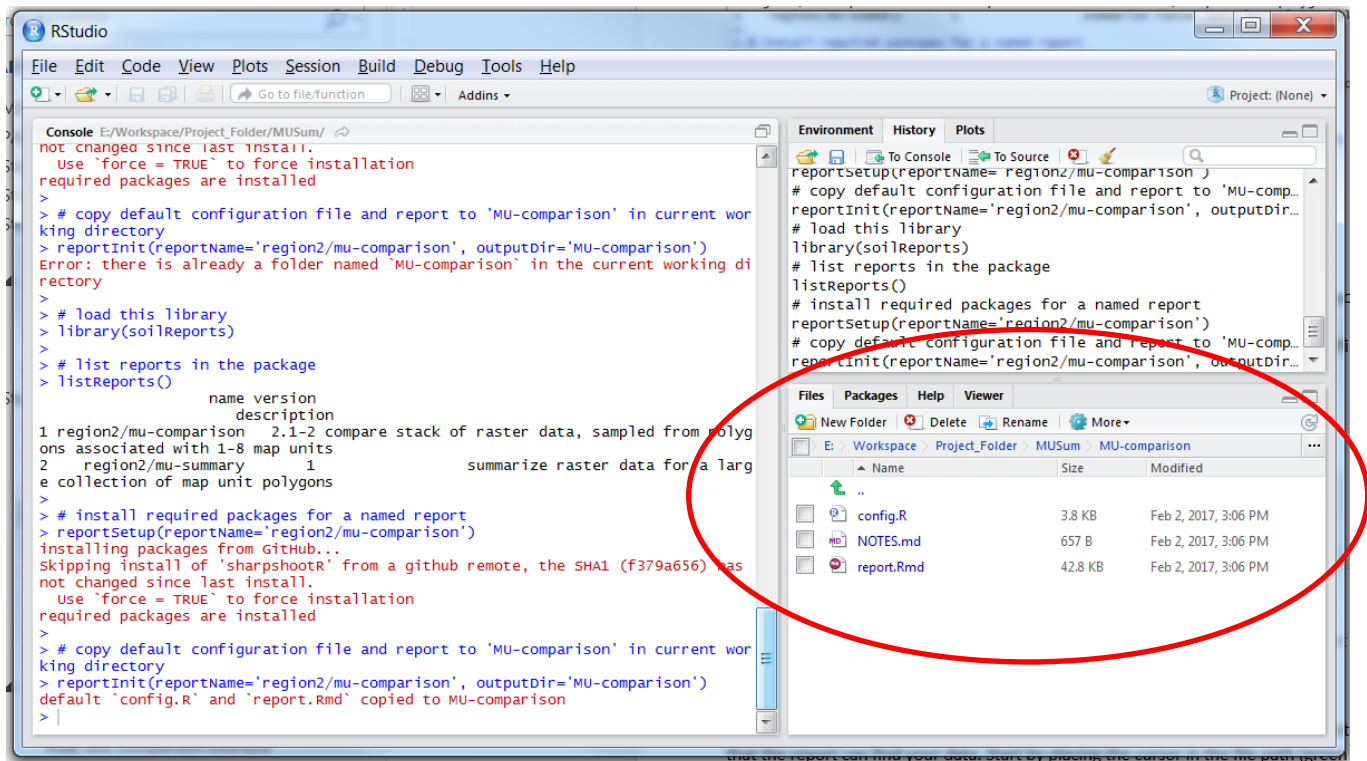 RStudio
File Edit Code View Plots Session Build Debug Tools Help
Go to file/function
Addins
Project: (None)
Console E:/Workspace/Project_Folder/MUSum/
not changed since last install.
  Use `force = TRUE` to force installation
required packages are installed
>
> # copy default configuration file and report to 'MU-comparison' in current wor
king directory
> reportInit(reportName='region2/mu-comparison', outputDir='MU-comparison')
Error: there is already a folder named `MU-comparison` in the current working di
rectory
>
> # load this library
> library(soilReports)
>
> # list reports in the package
> listReports()
name version
description
1 region2/mu-comparison   2.1-2 compare stack of raster data, sampled from polyg
ons associated with 1-8 map units
2    region2/mu-summary       1                summarize raster data for a larg
e collection of map unit polygons
>
> # install required packages for a named report
> reportSetup(reportName='region2/mu-comparison')
installing packages from GitHub...
Skipping install of 'sharpshootR' from a github remote, the SHA1 (f379a656) has
not changed since last install.
  Use `force = TRUE` to force installation
required packages are installed
>
> # copy default configuration file and report to 'MU-comparison' in current wor
king directory
> reportInit(reportName='region2/mu-comparison', outputDir='MU-comparison')
default `config.R` and `report.Rmd` copied to MU-comparison
>
Environment History Plots
To Console To Source
reportSetup(reportName='region2/mu-comparison')
# copy default configuration file and report to 'MU-comp…
reportInit(reportName='region2/mu-comparison', outputDir…
# load this library
library(soilReports)
# list reports in the package
listReports()
# install required packages for a named report
reportSetup(reportName='region2/mu-comparison')
# copy default configuration file and report to 'MU-comp…
reportInit(reportName='region2/mu-comparison', outputDir…
Files Packages Help Viewer
New Folder Delete Rename More
E: Workspace Project_Folder MUSum MU-comparison ...
Name Size Modified
..
config.R 3.8 KB Feb 2, 2017, 3:06 PM
NOTES.md 657 B Feb 2, 2017, 3:06 PM
report.Rmd 42.8 KB Feb 2, 2017, 3:06 PM